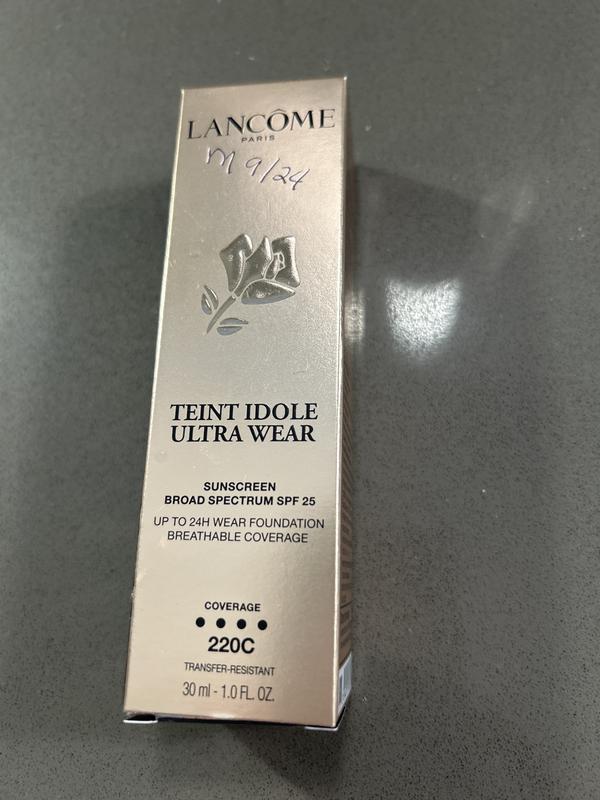 LANCÔME
PARIS
M 9/24
TEINT IDOLE
ULTRA WEAR
SUNSCREEN
BROAD SPECTRUM SPF 25
UP TO 24H WEAR FOUNDATION
BREATHABLE COVERAGE
COVERAGE
220C
TRANSFER-RESISTANT
30 ml - 1.0 FL. OZ.